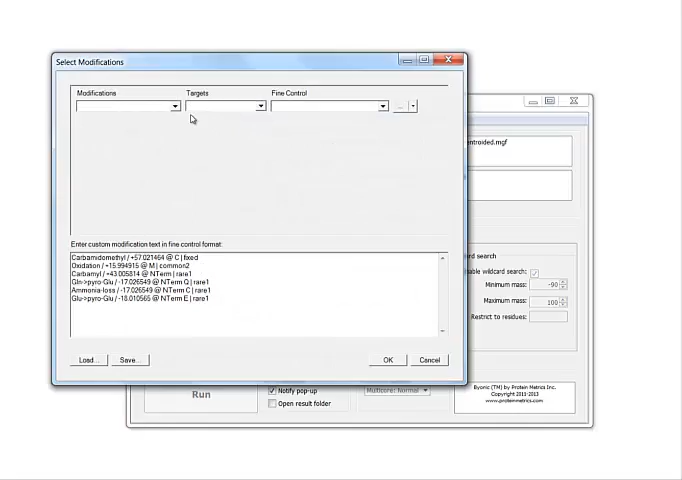 Select Modifications
Modifications Targets Fine Control
...
Enter custom modification text in fine control format:
Carbamidomethyl / +57.021464 @ C | fixed
Oxidation / +15.994915 @ M | common2
Carbamyl / +43.005814 @ NTerm | rare1
Gln->pyro-Glu / -17.026549 @ NTerm Q | rare1
Ammonia-loss / -17.026549 @ NTerm C | rare1
Glu->pyro-Glu / -18.010565 @ NTerm E | rare1
Load... Save... OK Cancel
entroided.mgf
ard search
able wildcard search:
Minimum mass: -90
Maximum mass: 100
Restrict to residues:
Run
Notify pop-up
Open result folder
Multicore: Normal
Byonic (TM) by Protein Metrics Inc.
Copyright 2011-2013
www.proteinmetrics.com